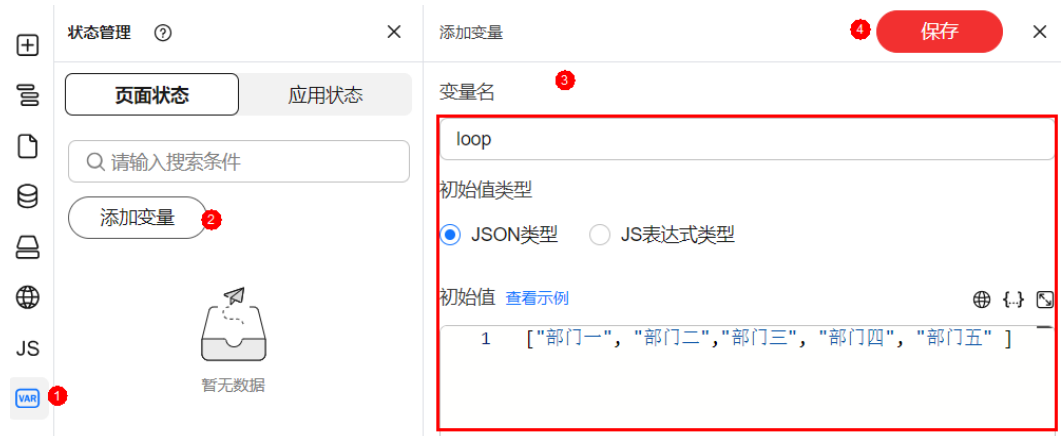 状态管理 ?
添加变量
4
保存
页面状态
应用状态
3
变量名
请输入搜索条件
loop
添加变量
2
初始值类型
JSON类型
JS表达式类型
初始值 查看示例
{..}
1 ["部门一", "部门二","部门三", "部门四", "部门五" ]
JS
暂无数据
VAR
1